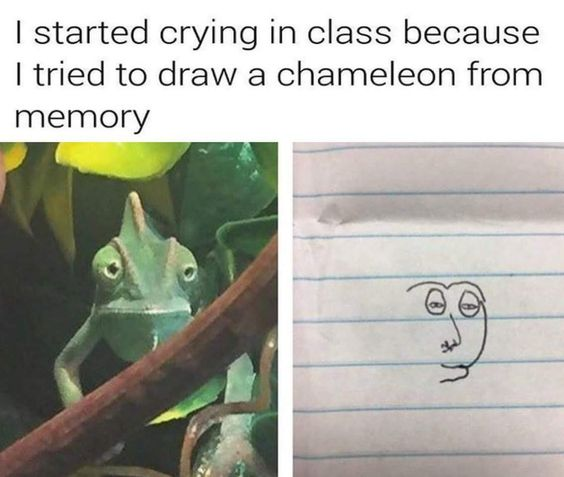 I started crying in class because
I tried to draw a chameleon from
memory